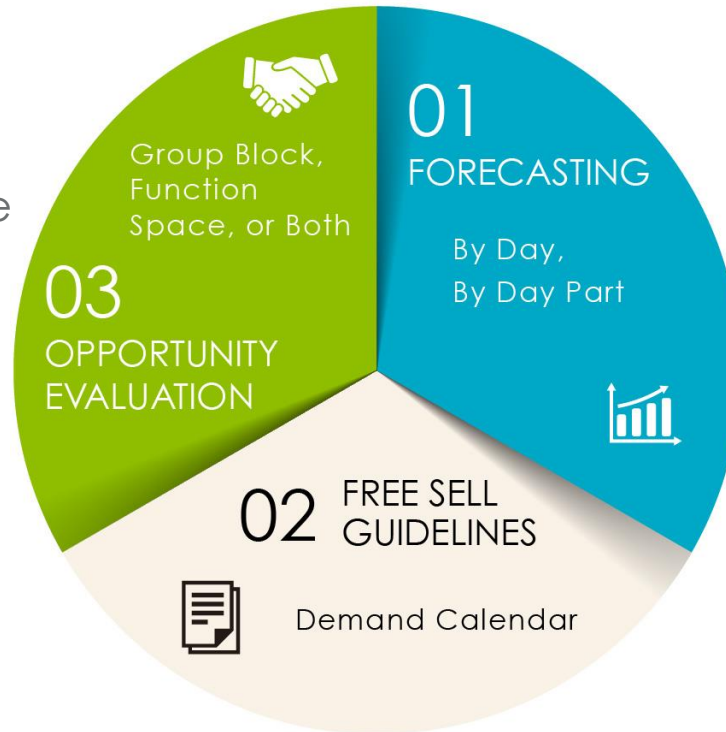 01
FORECASTING
By Day,
By Day Part
02
FREE SELL
GUIDELINES
Demand Calendar
Group Block,
Function
Space, or Both
03
OPPORTUNITY
EVALUATION